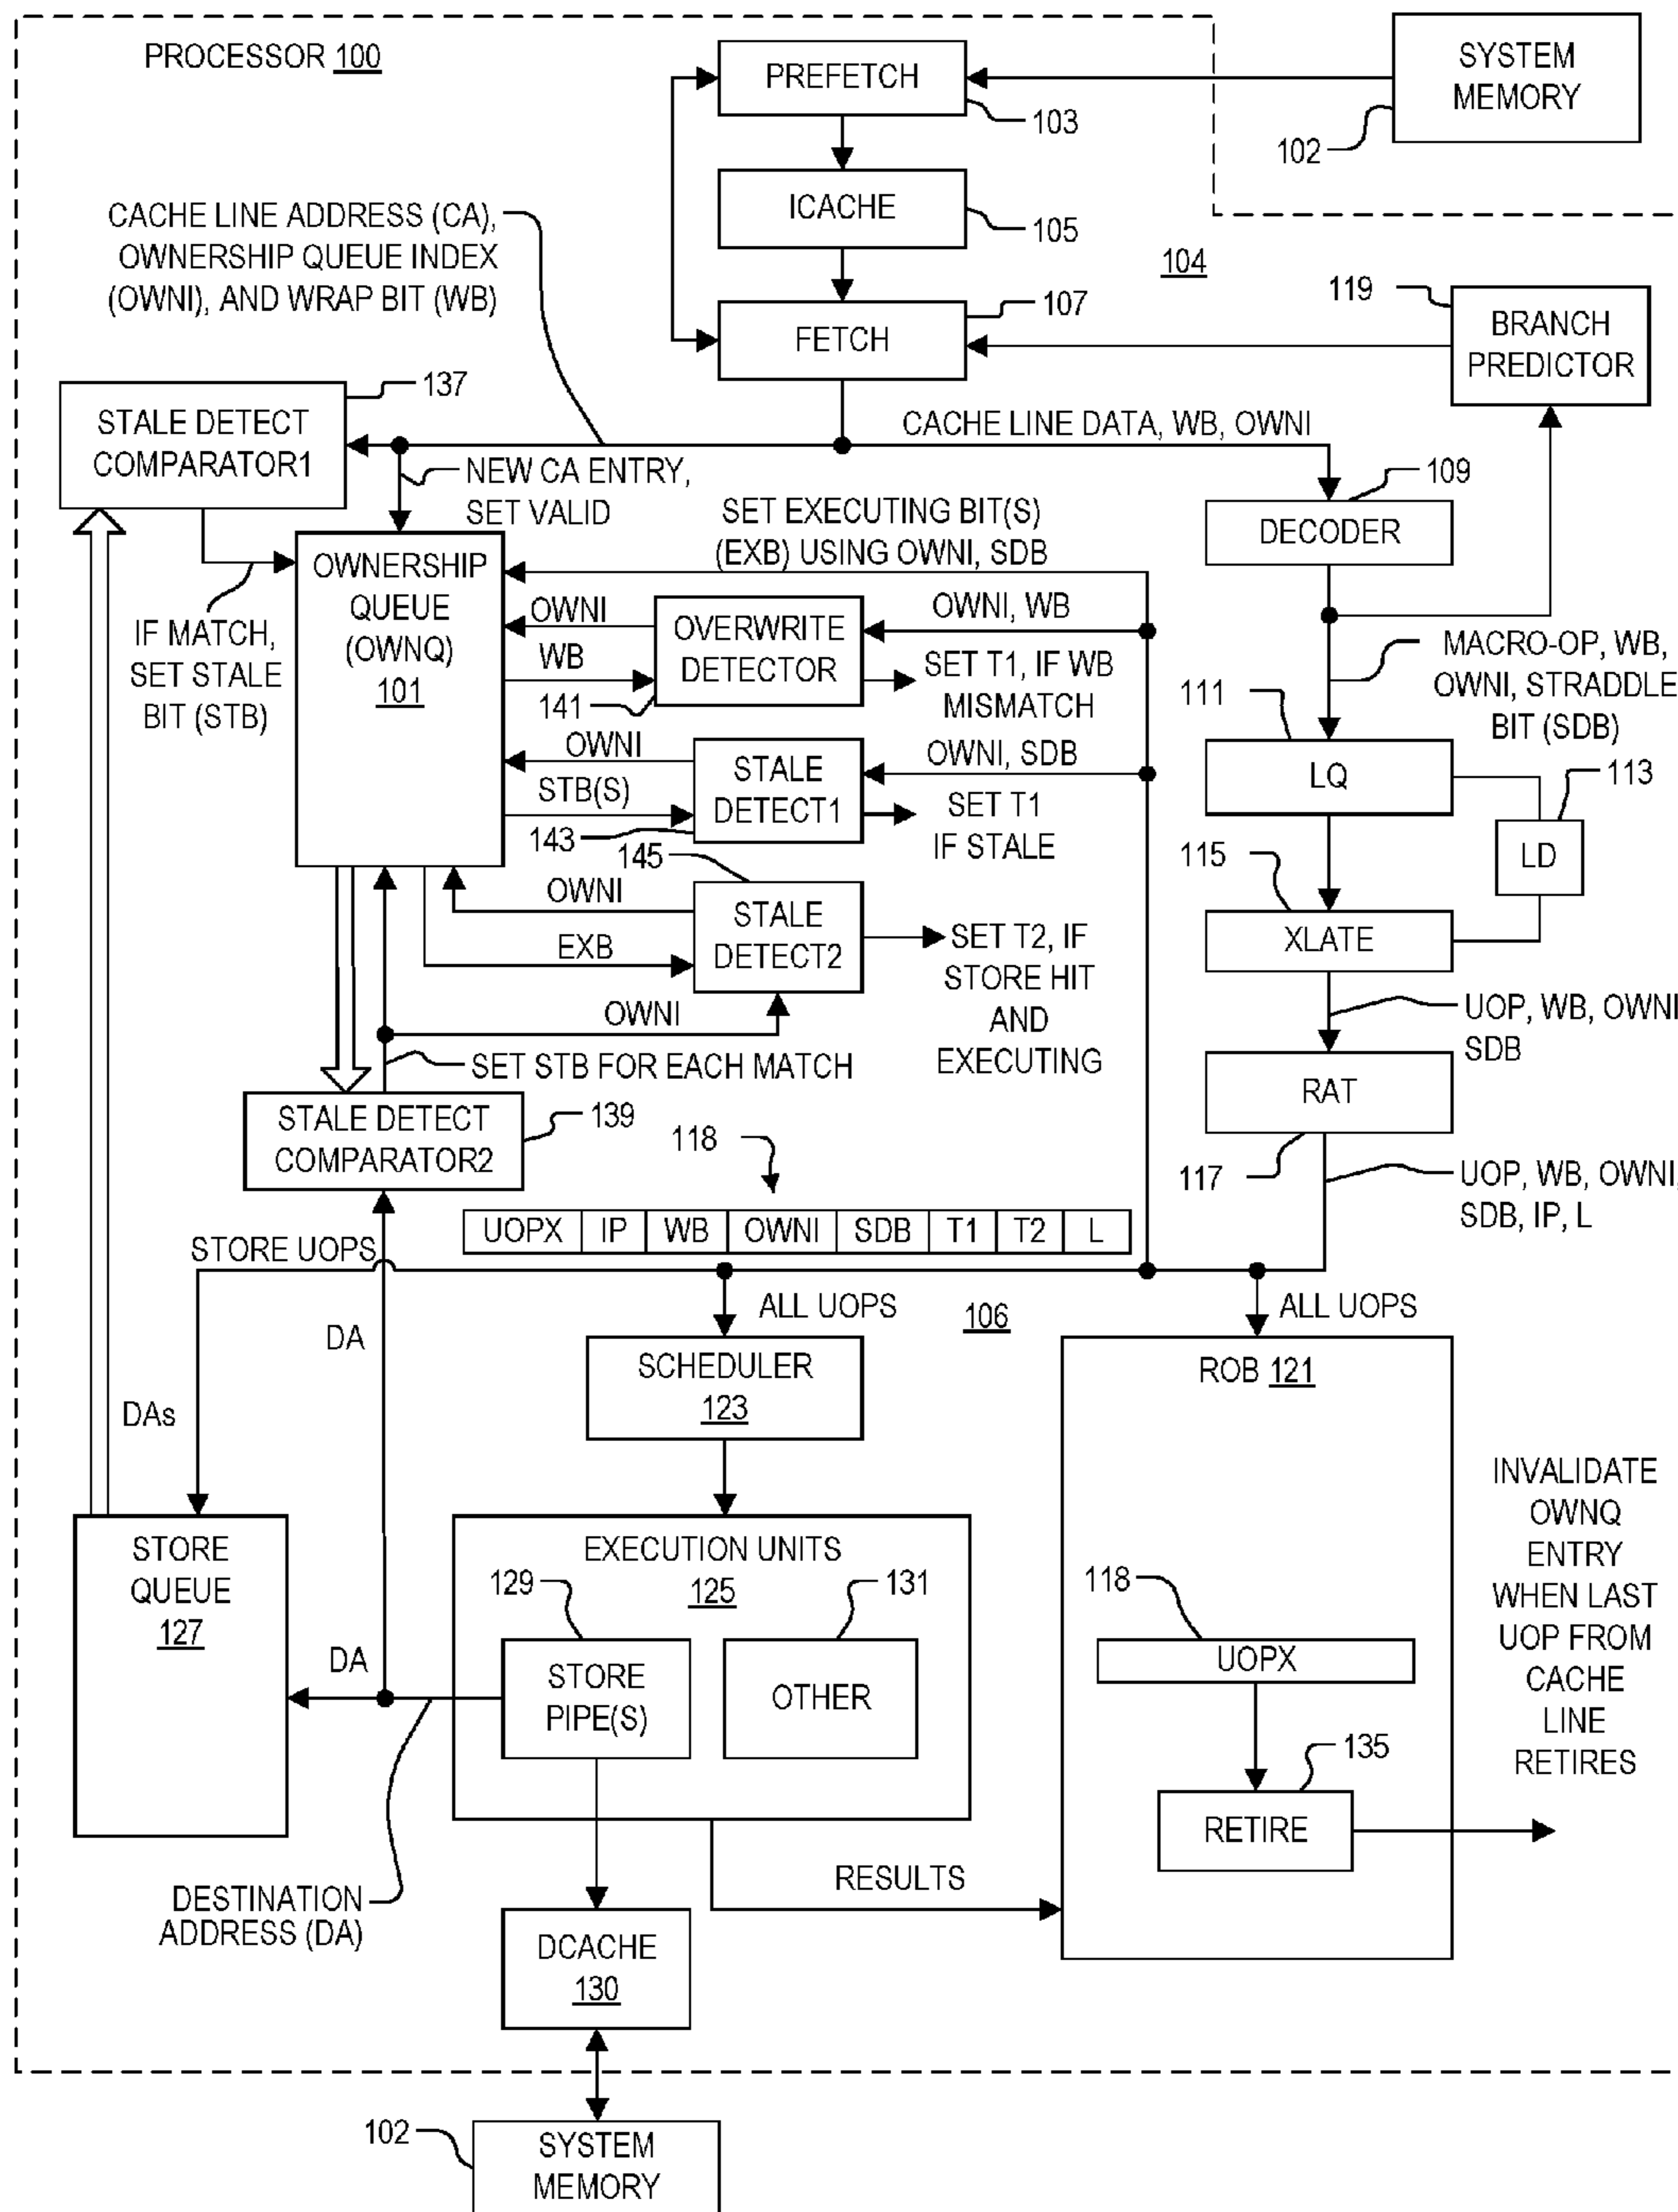 PROCESSOR 100
PREFETCH
103
SYSTEM
MEMORY
102
ICACHE
105
CACHE LINE ADDRESS (CA),
OWNERSHIP QUEUE INDEX
(OWNI), AND WRAP BIT (WB)
104
FETCH
107
119
BRANCH
PREDICTOR
STALE DETECT
COMPARATOR1
137
CACHE LINE DATA, WB, OWNI
NEW CA ENTRY,
SET VALID
109
DECODER
SET EXECUTING BIT(S)
(EXB) USING OWNI, SDB
OWNERSHIP
QUEUE
(OWNQ)
101
IF MATCH,
SET STALE
BIT (STB)
OWNI
WB
141
OVERWRITE
DETECTOR
OWNI, WB
SET T1, IF WB
MISMATCH
MACRO-OP, WB,
OWNI, STRADDLE
BIT (SDB)
111
LQ
113
LD
OWNI
STB(S)
143
STALE
DETECT1
OWNI, SDB
SET T1
IF STALE
145
115
XLATE
OWNI
EXB
STALE
DETECT2
SET T2, IF
STORE HIT
AND
EXECUTING
OWNI
SET STB FOR EACH MATCH
UOP, WB, OWNI
SDB
RAT
117
UOP, WB, OWNI,
SDB, IP, L
STALE DETECT
COMPARATOR2
139
118
UOPX IP WB OWNI SDB T1 T2 L
STORE UOPS
ALL UOPS
106
ALL UOPS
DA
DAs
SCHEDULER
123
ROB 121
STORE
QUEUE
127
DA
EXECUTION UNITS
125
129
131
STORE
PIPE(S)
OTHER
118
UOPX
135
RETIRE
INVALIDATE
OWNQ
ENTRY
WHEN LAST
UOP FROM
CACHE
LINE
RETIRES
DESTINATION
ADDRESS (DA)
RESULTS
DCACHE
130
102
SYSTEM
MEMORY